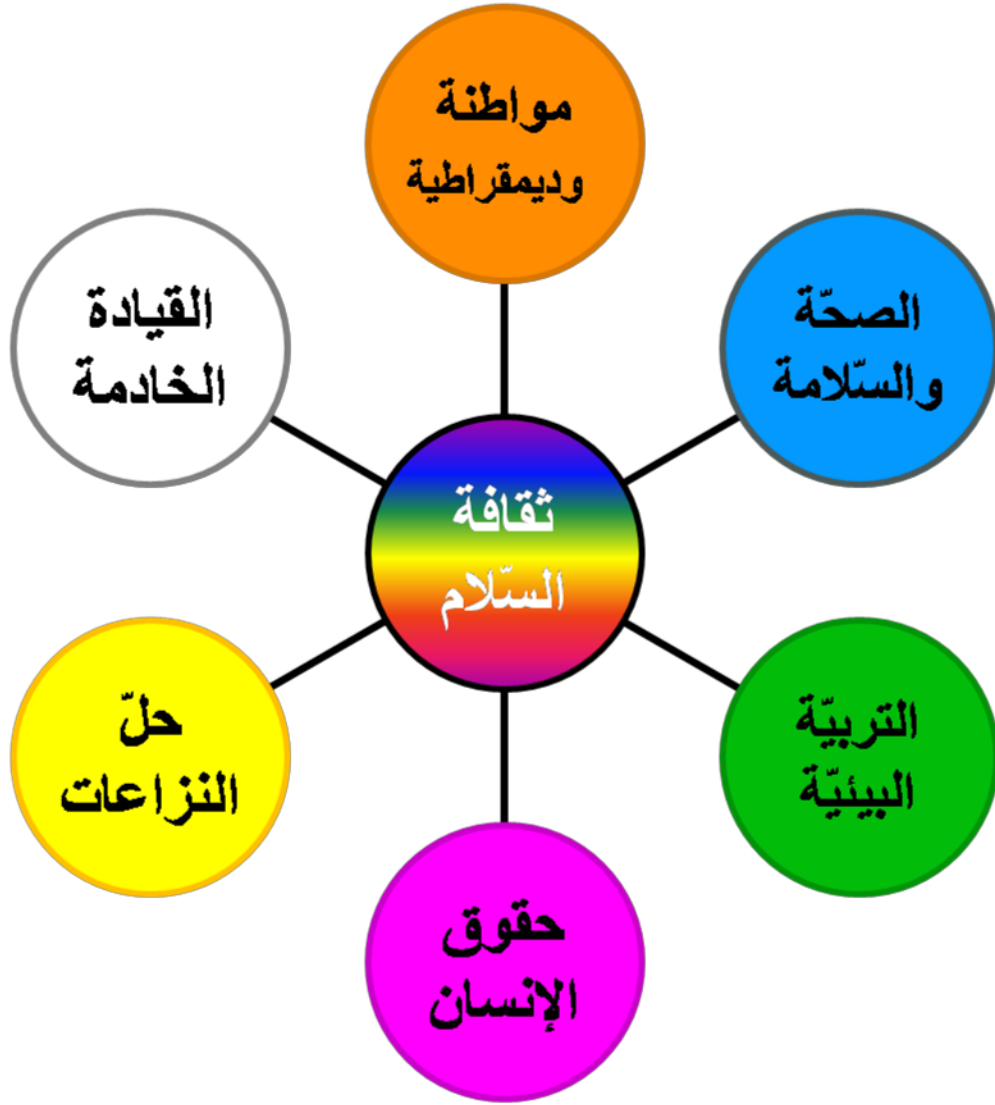 مواطنة
وديمقراطية
الصحّة
والسّلامة
القيادة
الخادمة
ثقافة
السّلام
التربيّة
البيئيّة
حلّ
النزاعات
حقوق
الإنسان